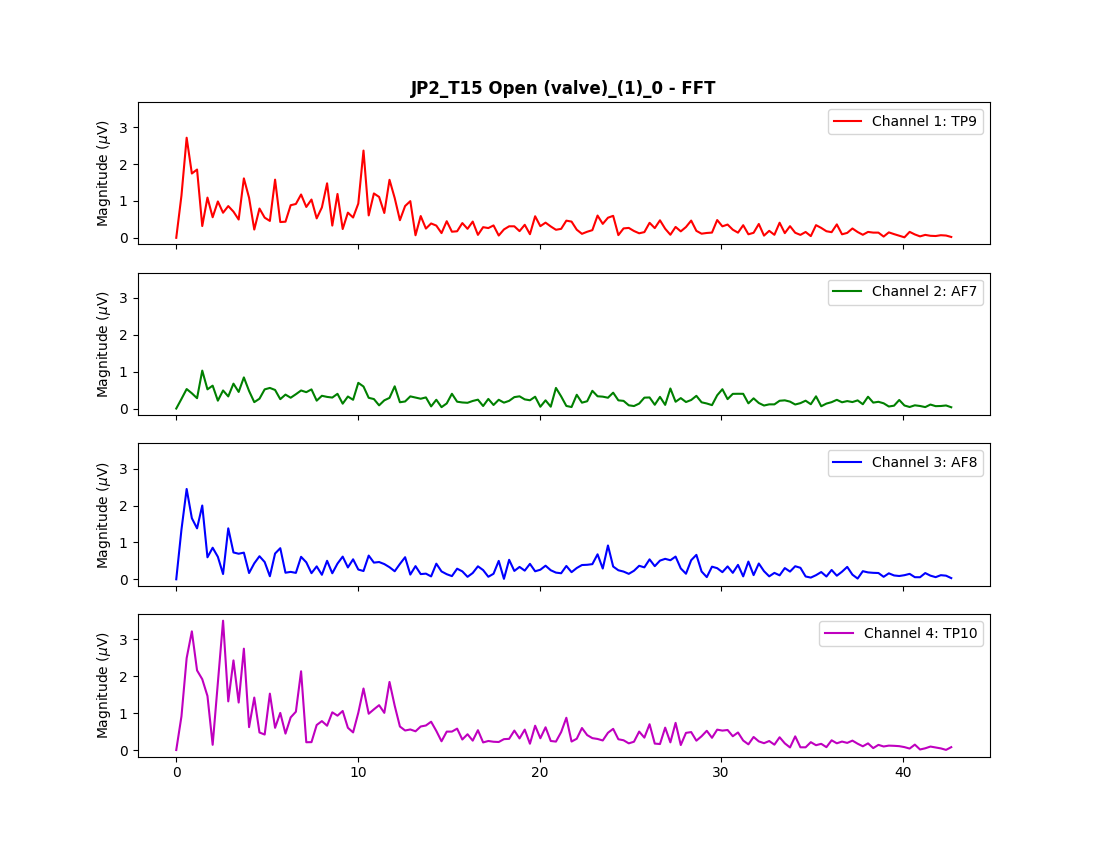 JP2_T15 Open (valve)_(1)_0 - FFT
Channel 1: TP9
Magnitude (μV)
3
2
1
0
Channel 2: AF7
Magnitude (μV)
3
2
1
0
Channel 3: AF8
Magnitude (μV)
3
2
1
0
Channel 4: TP10
Magnitude (μV)
3
2
1
0
0 10 20 30 40